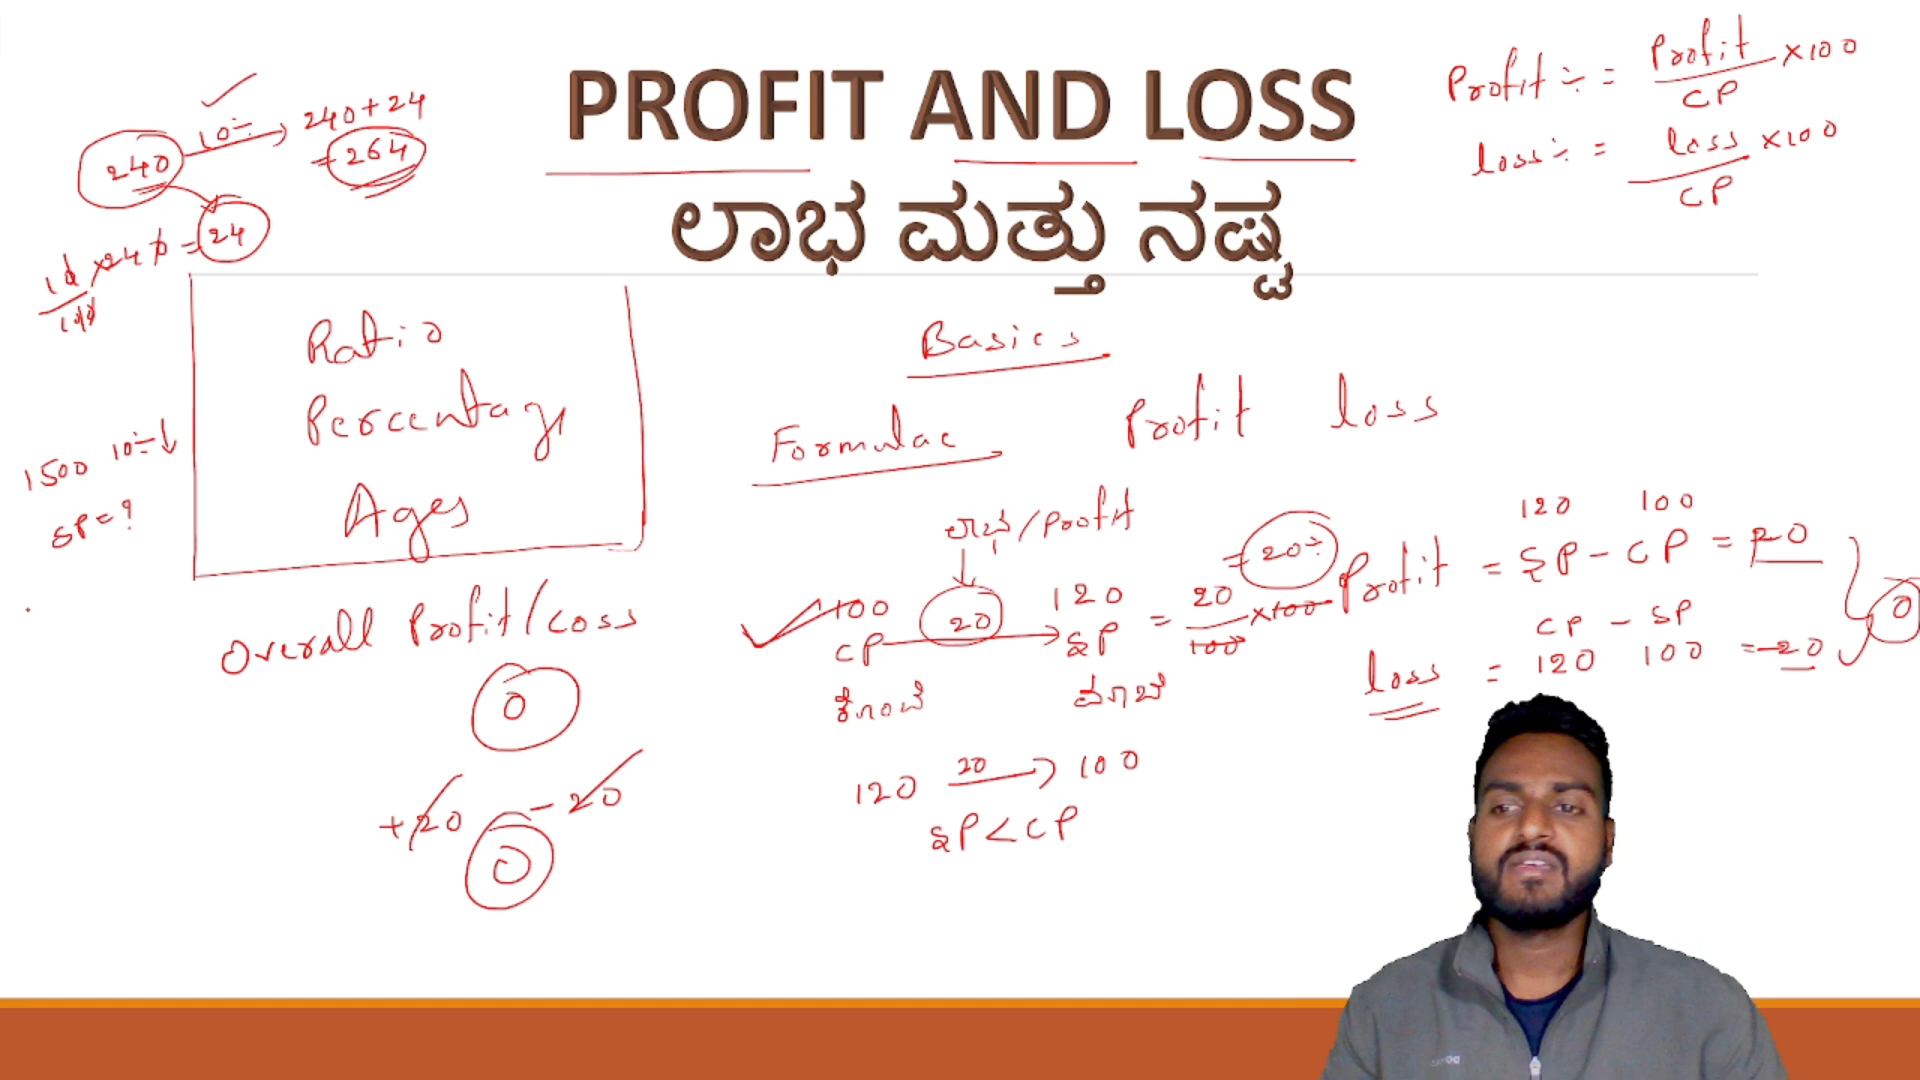 PROFIT AND LOSS
ಲಾಭ ಮತ್ತು ನಷ್ಟ
Profit ÷ = Profit/CP ×100
loss ÷ = loss/CP ×100
240 10÷ → 240+24
=264
10/100 ×240 = 24
Ratio
Percentage
Ages
1500 10÷↓
SP=?
Basics
Formulae
Profit loss
ಲಾಭ/Profit
100 20 120 = 20/100 ×100 = 20÷
CP → SP
120 100
Profit = SP - CP = 20
CP - SP
loss = 120 100 = -20
0
Overall Profit/Loss
0
+20 - 20
0
120 20→ 100
SP<CP